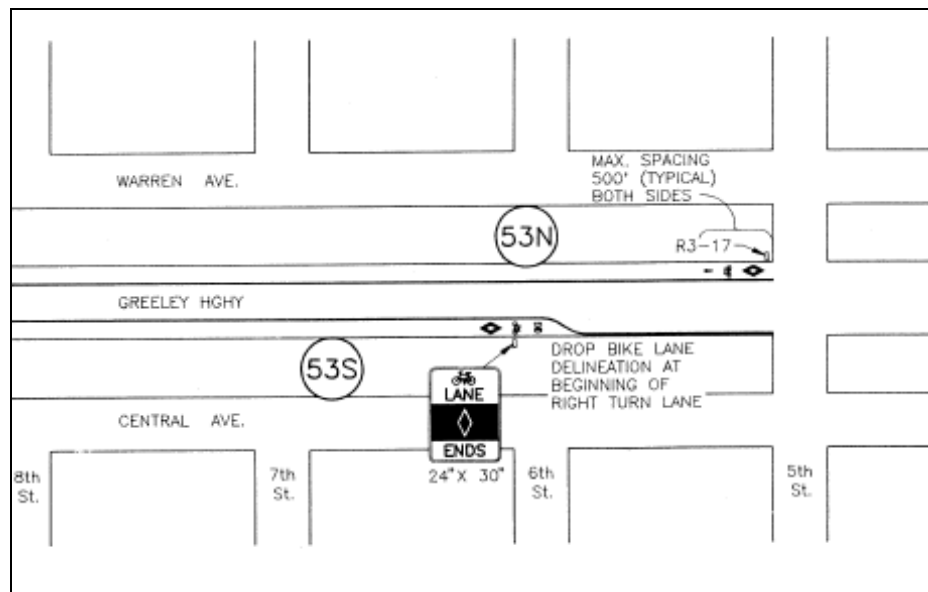 MAX. SPACING
500' (TYPICAL)
BOTH SIDES
WARREN AVE.
53N
R3-17
GREELEY HGHY
53S
DROP BIKE LANE
DELINEATION AT
BEGINNING OF
RIGHT TURN LANE
LANE
ENDS
CENTRAL AVE.
24"X 30"
8th
St.
7th
St.
6th
St.
5th
St.